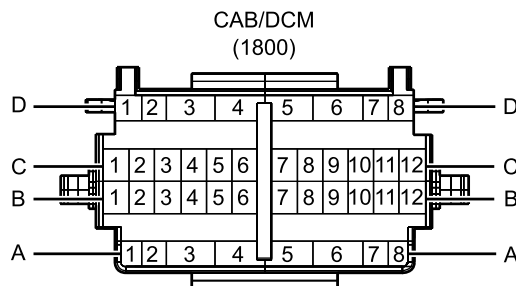 CAB/DCM
(1800)
D 1 2 3 4 5 6 7 8 D
C 1 2 3 4 5 6 7 8 9 10 11 12 C
B 1 2 3 4 5 6 7 8 9 10 11 12 B
A 1 2 3 4 5 6 7 8 A